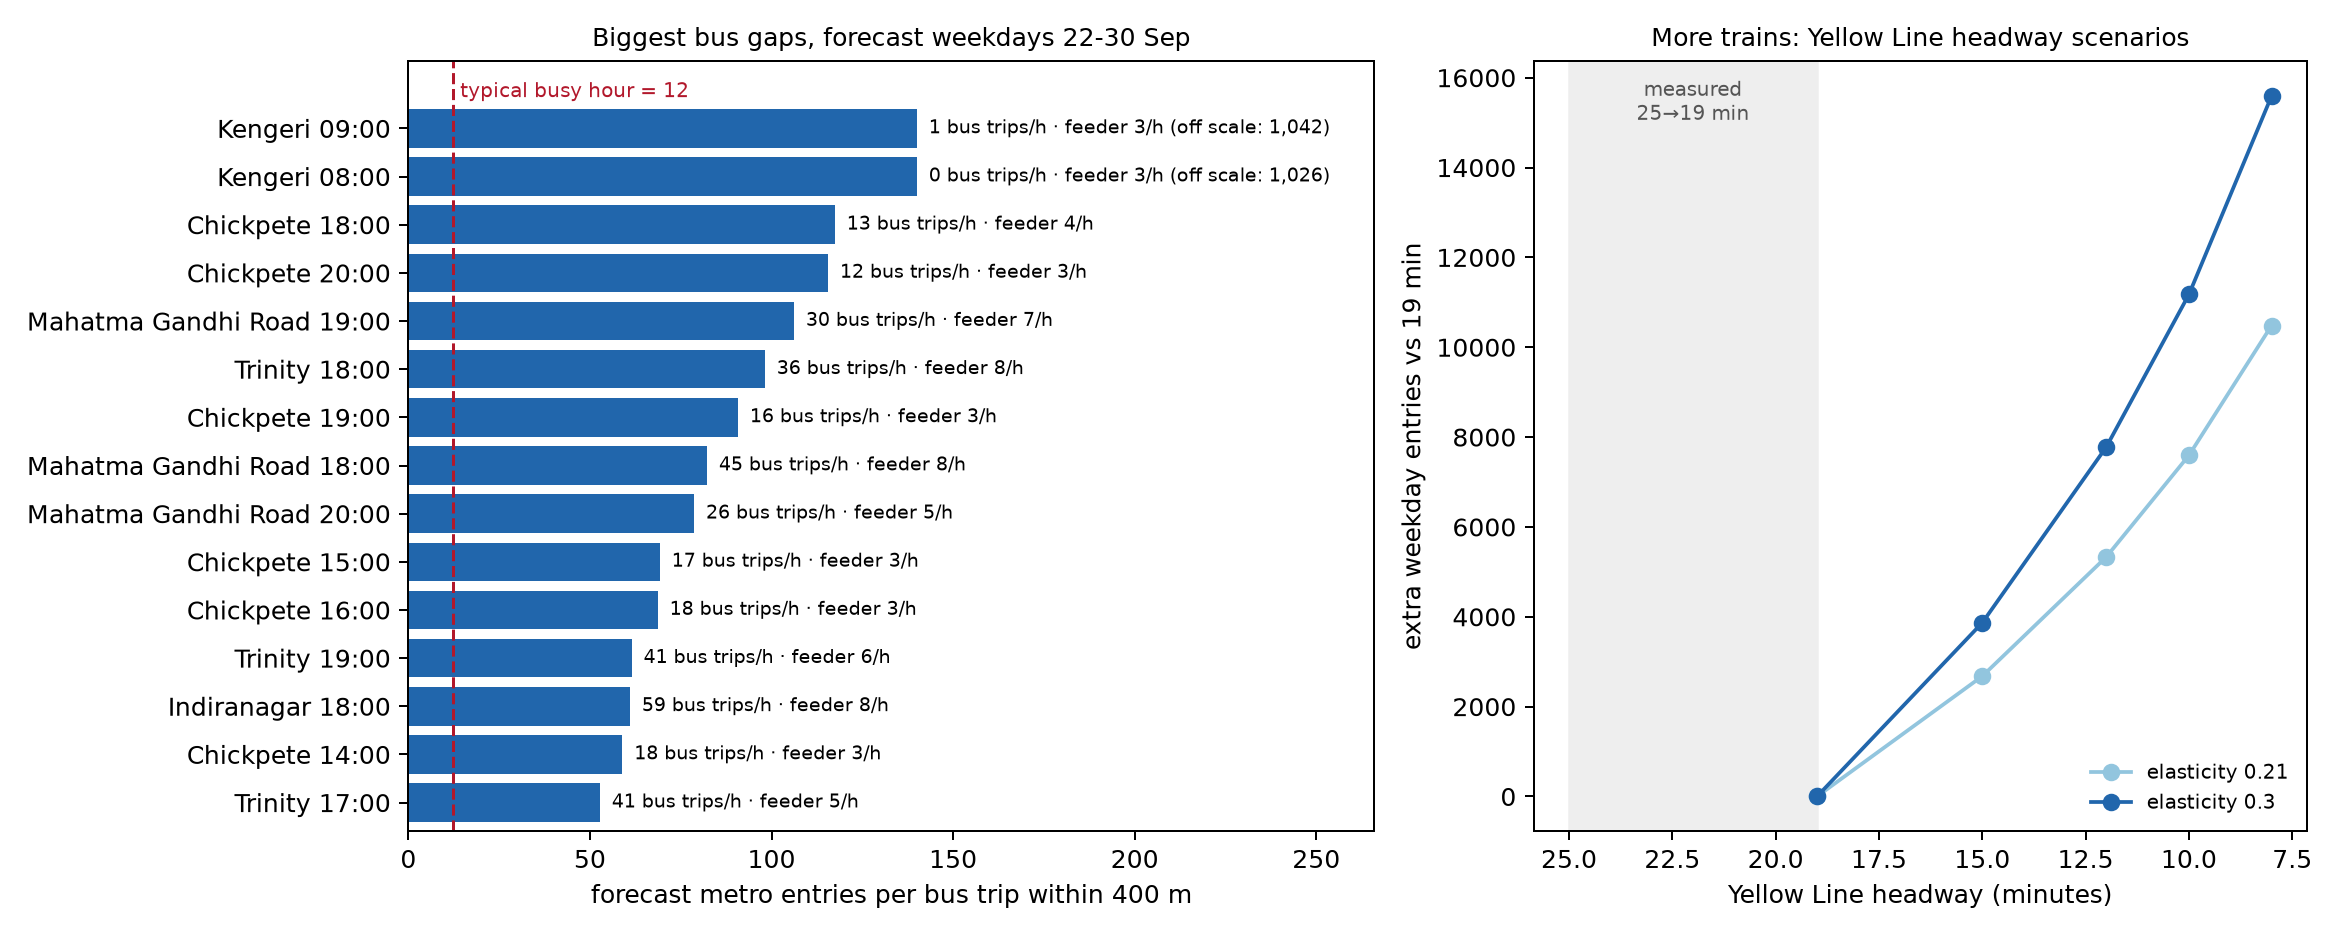 Biggest bus gaps, forecast weekdays 22-30 Sep
typical busy hour = 12
Kengeri 09:00
1 bus trips/h · feeder 3/h (off scale: 1,042)
Kengeri 08:00
0 bus trips/h · feeder 3/h (off scale: 1,026)
Chickpete 18:00
13 bus trips/h · feeder 4/h
Chickpete 20:00
12 bus trips/h · feeder 3/h
Mahatma Gandhi Road 19:00
30 bus trips/h · feeder 7/h
Trinity 18:00
36 bus trips/h · feeder 8/h
Chickpete 19:00
16 bus trips/h · feeder 3/h
Mahatma Gandhi Road 18:00
45 bus trips/h · feeder 8/h
Mahatma Gandhi Road 20:00
26 bus trips/h · feeder 5/h
Chickpete 15:00
17 bus trips/h · feeder 3/h
Chickpete 16:00
18 bus trips/h · feeder 3/h
Trinity 19:00
41 bus trips/h · feeder 6/h
Indiranagar 18:00
59 bus trips/h · feeder 8/h
Chickpete 14:00
18 bus trips/h · feeder 3/h
Trinity 17:00
41 bus trips/h · feeder 5/h
0 50 100 150 200 250
forecast metro entries per bus trip within 400 m
More trains: Yellow Line headway scenarios
measured
25→19 min
extra weekday entries vs 19 min
16000
14000
12000
10000
8000
6000
4000
2000
0
elasticity 0.21
elasticity 0.3
25.0 22.5 20.0 17.5 15.0 12.5 10.0 7.5
Yellow Line headway (minutes)